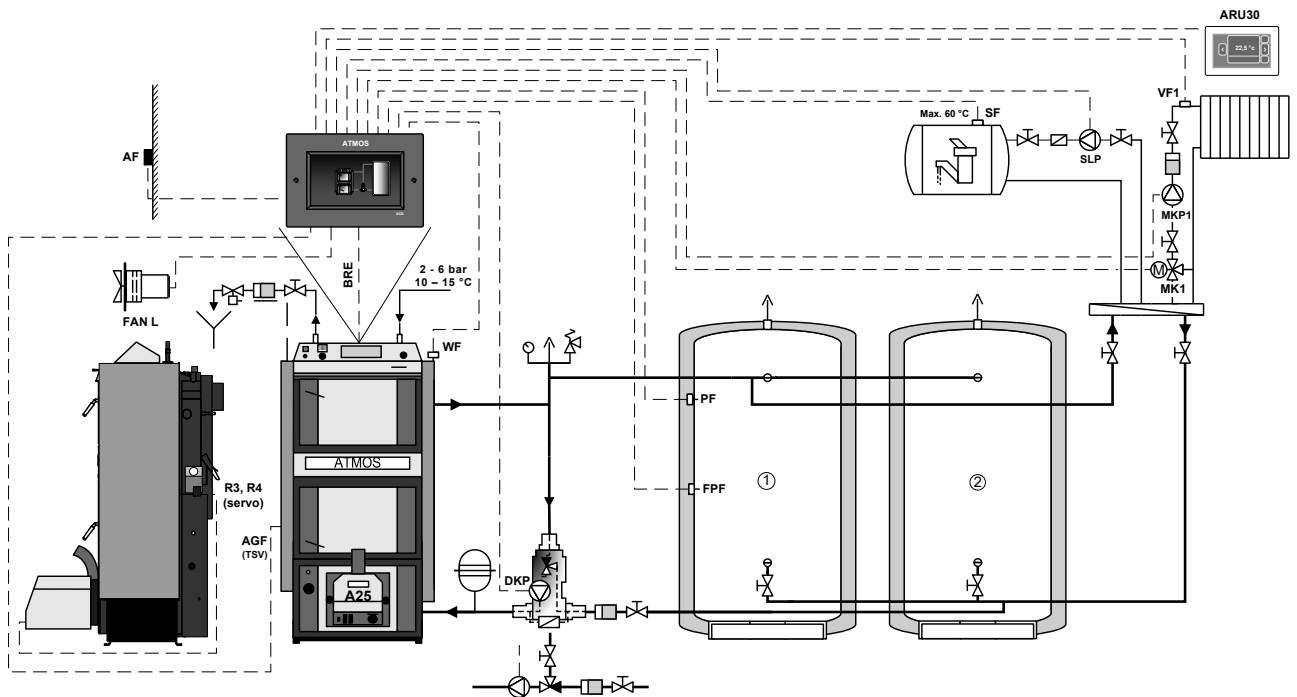 ARU30
22,5 °c
VF1
Max. 60 °C
SF
SLP
ATMOS
AF
MKP1
M
MK1
BRE
2 - 6 bar
10 – 15 °C
FAN L
WF
PF
ATMOS
1
2
R3, R4
(servo)
FPF
AGF
(TSV)
DKP
A25